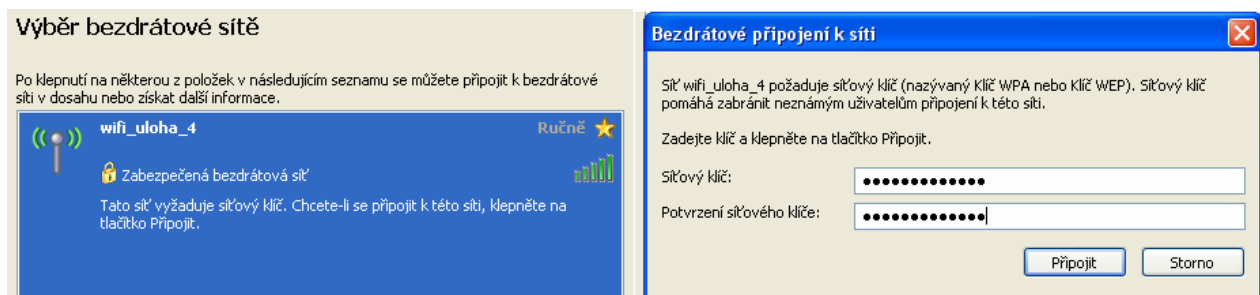 Výběr bezdrátové sítě
Po klepnutí na některou z položek v následujícím seznamu se můžete připojit k bezdrátové
síti v dosahu nebo získat další informace.
wifi_uloha_4
Ručně
Zabezpečená bezdrátová síť
Tato síť vyžaduje síťový klíč. Chcete-li se připojit k této síti, klepněte na
tlačítko Připojit.
Bezdrátové připojení k síti
Síť wifi_uloha_4 požaduje síťový klíč (nazývaný Klíč WPA nebo Klíč WEP). Síťový klíč
pomáhá zabránit neznámým uživatelům připojení k této síti.
Zadejte klíč a klepněte na tlačítko Připojit.
Síťový klíč: ●●●●●●●●●●●●●
Potvrzení síťového klíče: ●●●●●●●●●●●●●
Připojit Storno